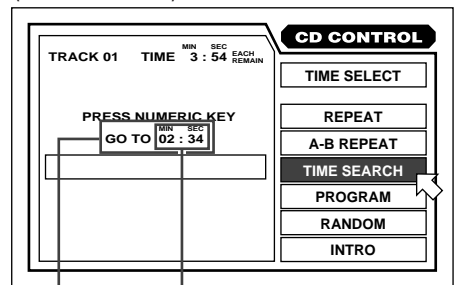 CD CONTROL
MIN SEC
TRACK 01 TIME 3 : 54 EACH REMAIN
PRESS NUMERIC KEY
MIN SEC
GO TO 02 : 34
TIME SELECT
REPEAT
A-B REPEAT
TIME SEARCH
PROGRAM
RANDOM
INTRO